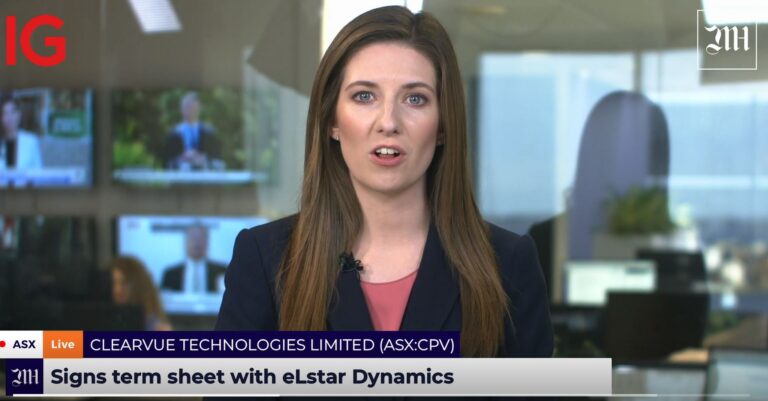 IG
M
ASX
Live
CLEARVUE TECHNOLOGIES LIMITED (ASX:CPV)
M
Signs term sheet with eLstar Dynamics